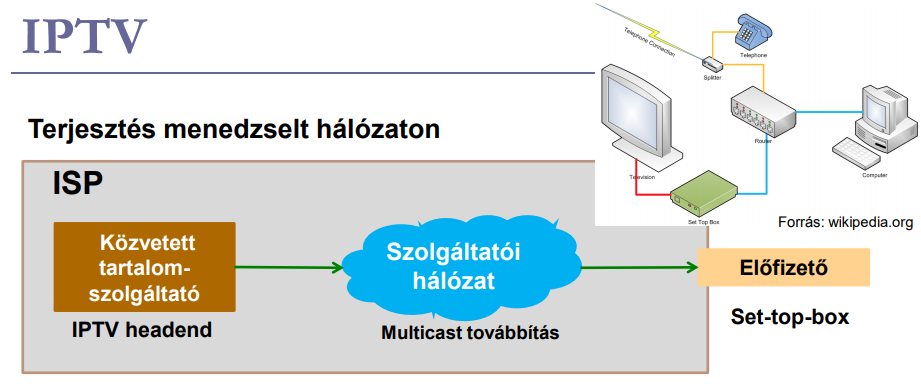 IPTV
Telephone Connection
Telephone
Splitter
Television
Router
Computer
Set Top Box
Forrás: wikipedia.org
Terjesztés menedzselt hálózaton
ISP
Közvetett
tartalom-
szolgáltató
IPTV headend
Szolgáltatói
hálózat
Multicast továbbítás
Előfizető
Set-top-box